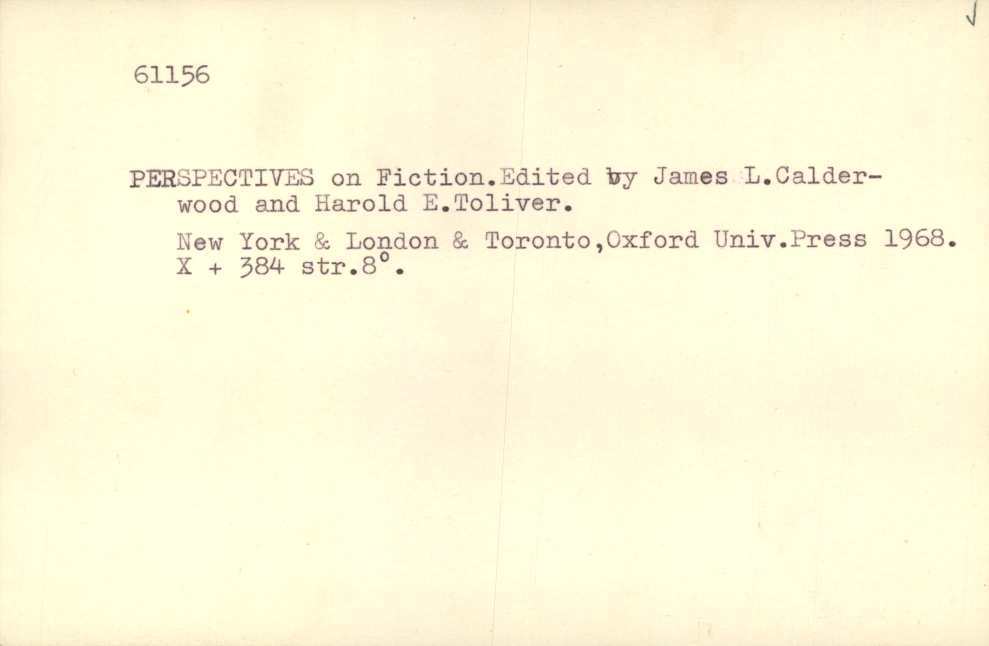 61156
PERSPECTIVES on Fiction.Edited by James L.Calder-
wood and Harold E.Toliver.
New York & London & Toronto,Oxford Univ.Press 1968.
X + 384 str.8°.